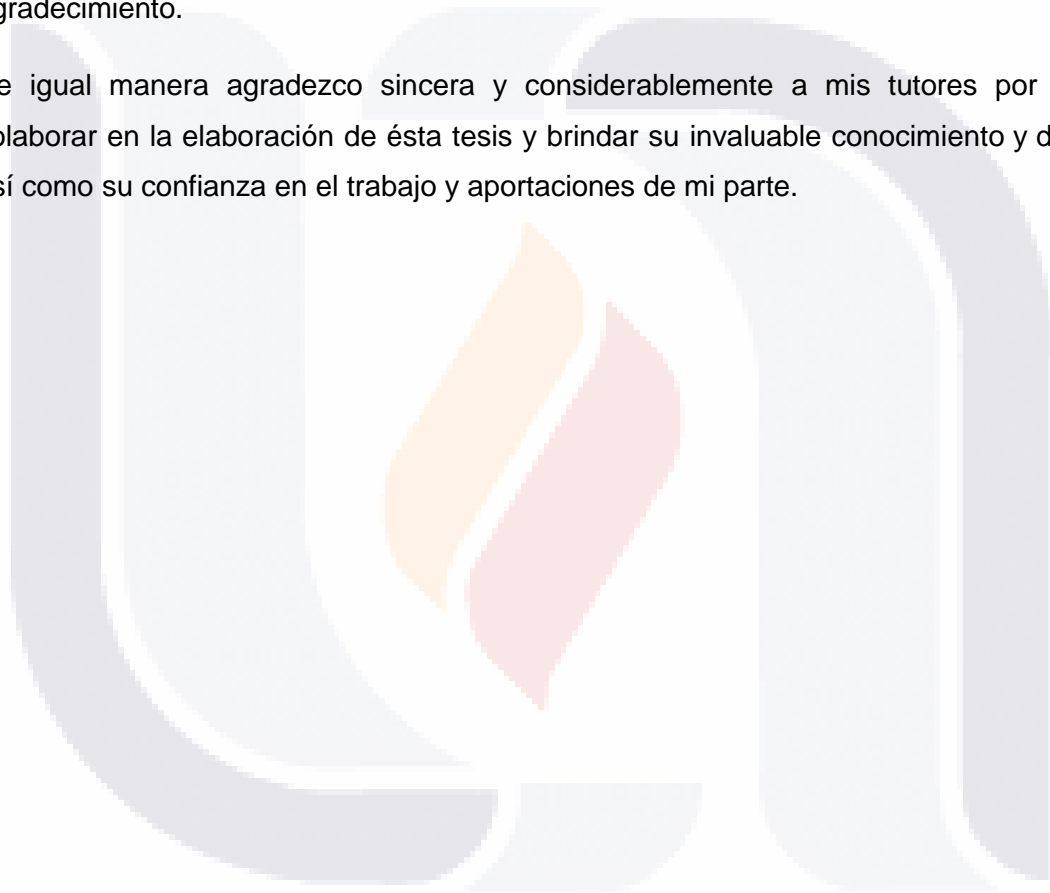 gradecimiento.
e igual manera agradezco sincera y considerablemente a mis tutores por
olaborar en la elaboración de ésta tesis y brindar su invaluable conocimiento y d
sí como su confianza en el trabajo y aportaciones de mi parte.